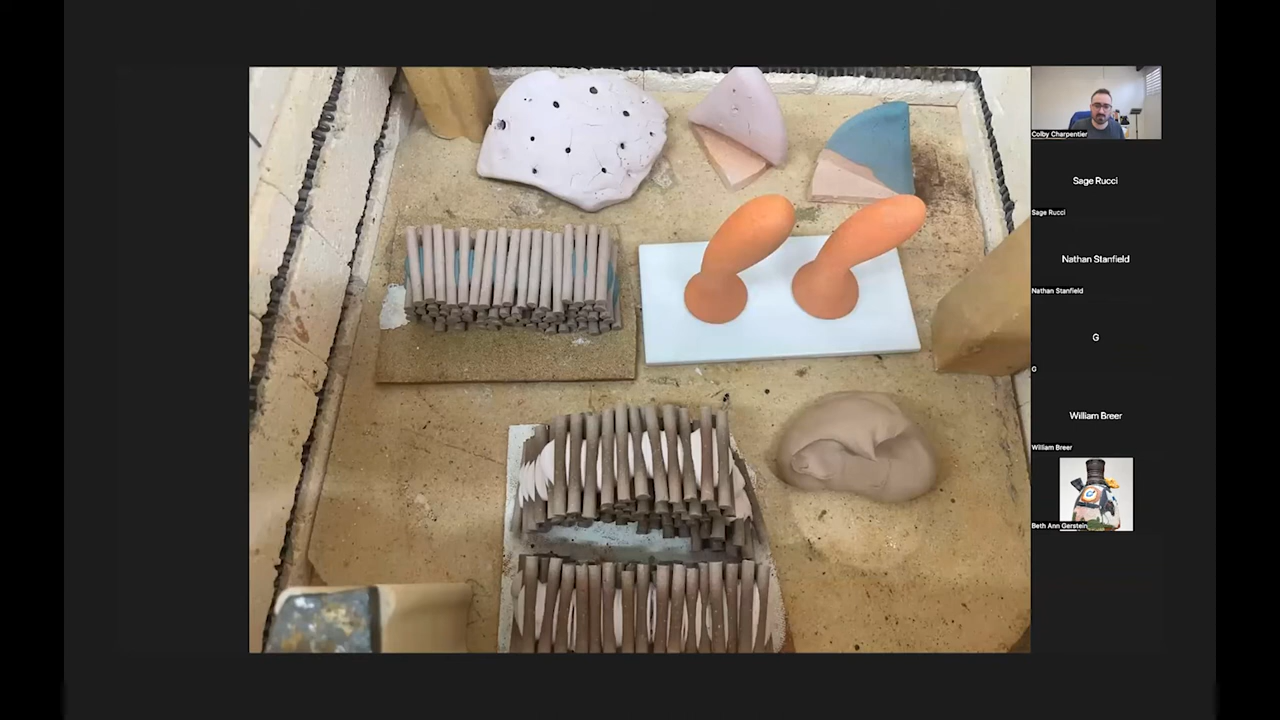 Colby Charpentier
Sage Rucci
Sage Rucci
Nathan Stanfield
Nathan Stanfield
G
G
William Breer
William Breer
Beth Ann Gerstein